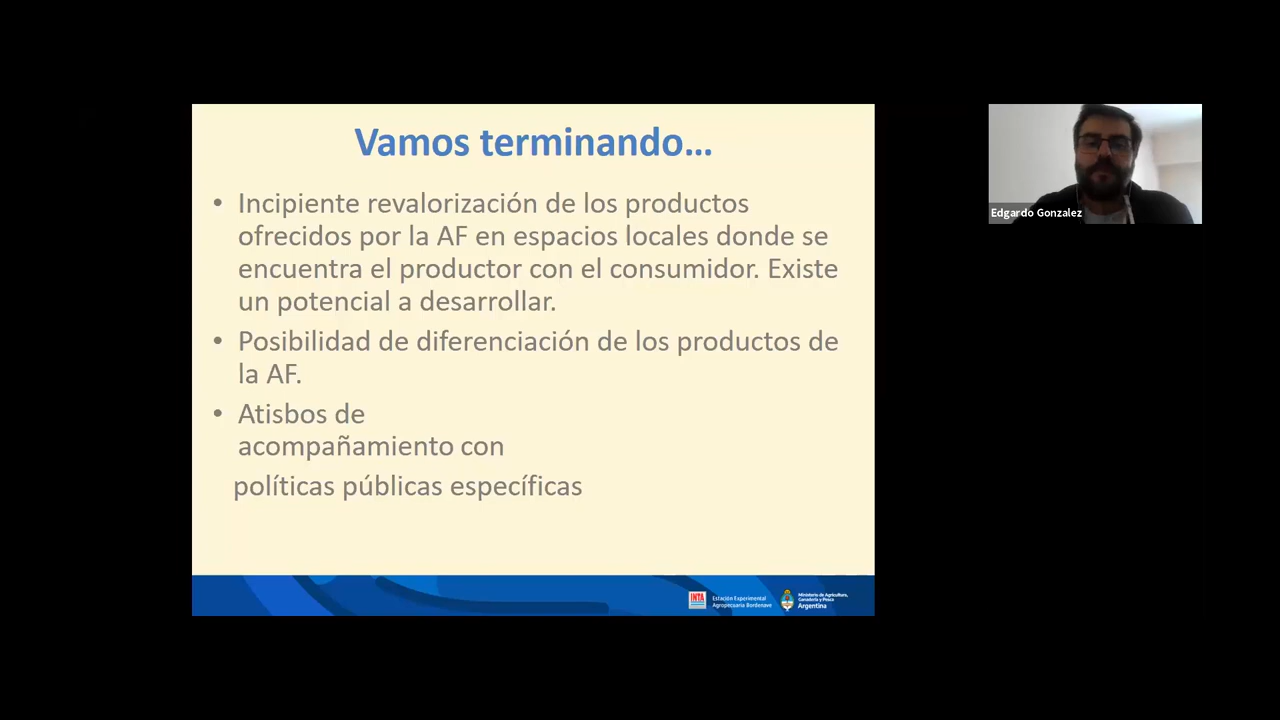 Vamos terminando...
• Incipiente revalorización de los productos
ofrecidos por la AF en espacios locales donde se
encuentra el productor con el consumidor. Existe
un potencial a desarrollar.
• Posibilidad de diferenciación de los productos de
la AF.
• Atisbos de
acompañamiento con
políticas públicas específicas
INTA
Estación Experimental
Agropecuaria Bordenave
Ministerio de Agricultura,
Ganadería y Pesca
Argentina
Edgardo Gonzalez